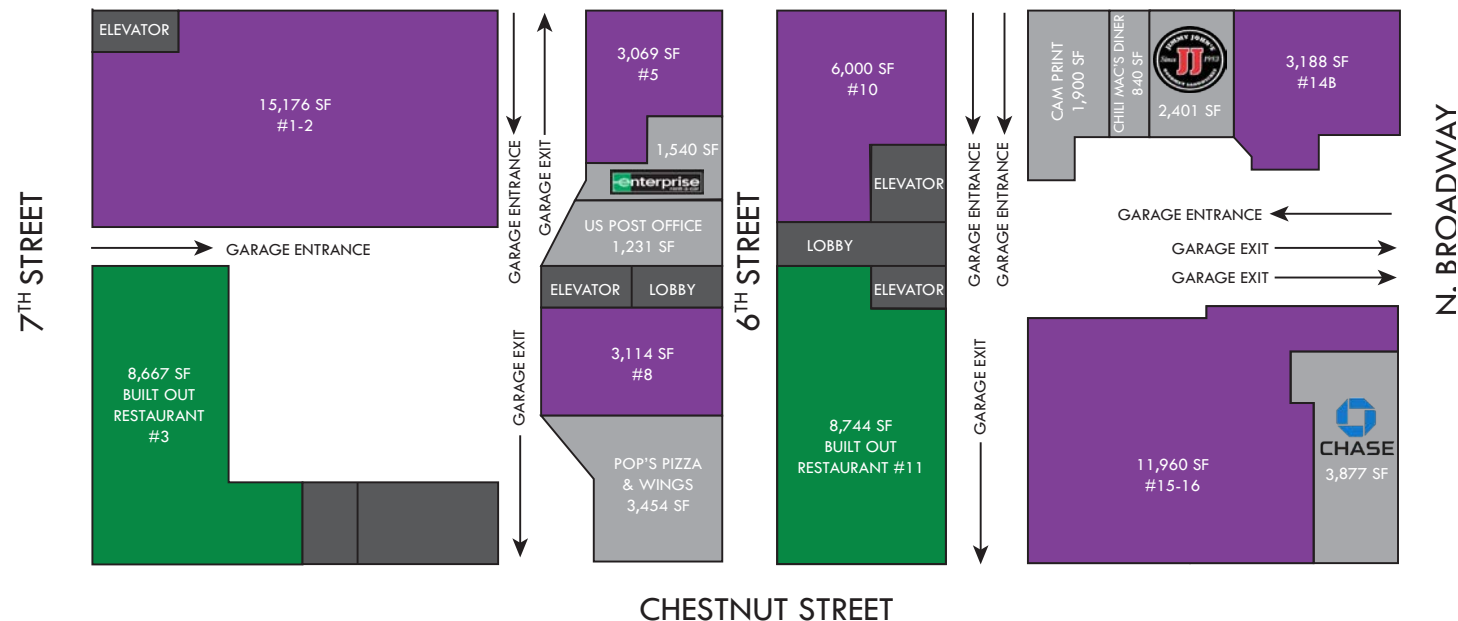 ELEVATOR
15,176 SF
#1-2
7TH STREET
GARAGE ENTRANCE
8,667 SF
BUILT OUT
RESTAURANT
#3
GARAGE ENTRANCE
GARAGE EXIT
GARAGE EXIT
3,069 SF
#5
1,540 SF
enterprise
US POST OFFICE
1,231 SF
ELEVATOR
LOBBY
3,114 SF
#8
POP'S PIZZA
& WINGS
3,454 SF
6TH STREET
6,000 SF
#10
ELEVATOR
LOBBY
ELEVATOR
8,744 SF
BUILT OUT
RESTAURANT #11
GARAGE ENTRANCE
GARAGE ENTRANCE
GARAGE EXIT
CAM PRINT
1,900 SF
CHILI MAC'S DINER
840 SF
JIMMY JOHN'S
Since
JJ
2,401 SF
3,188 SF
#14B
GARAGE ENTRANCE
GARAGE EXIT
GARAGE EXIT
N. BROADWAY
11,960 SF
#15-16
CHASE
3,877 SF
CHESTNUT STREET